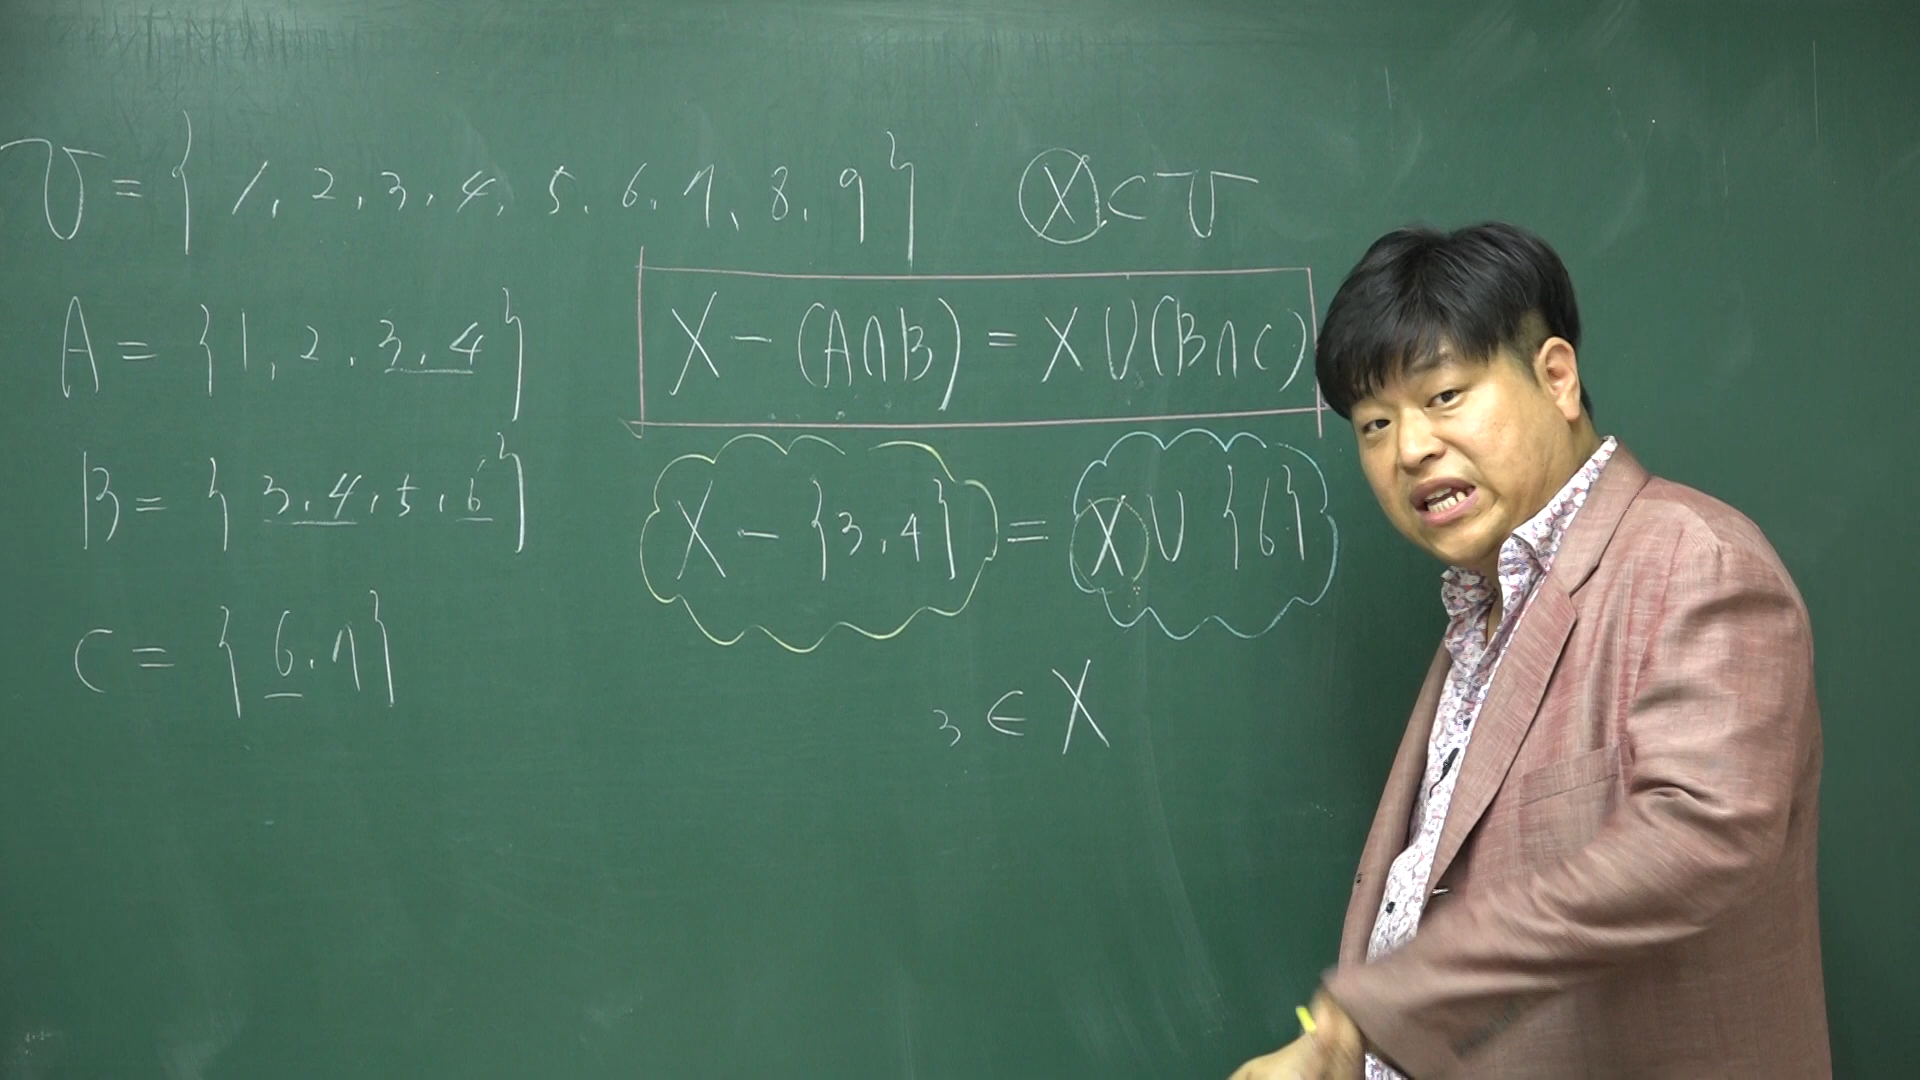 U = { 1, 2, 3, 4, 5, 6, 7, 8, 9 } X ⊂ U
A = { 1, 2, 3, 4 }
X − (A∩B) = X ∪ (B∩C)
B = { 3, 4, 5, 6 }
X − {3, 4} = X ∪ {6}
C = { 6, 7 }
3 ∈ X